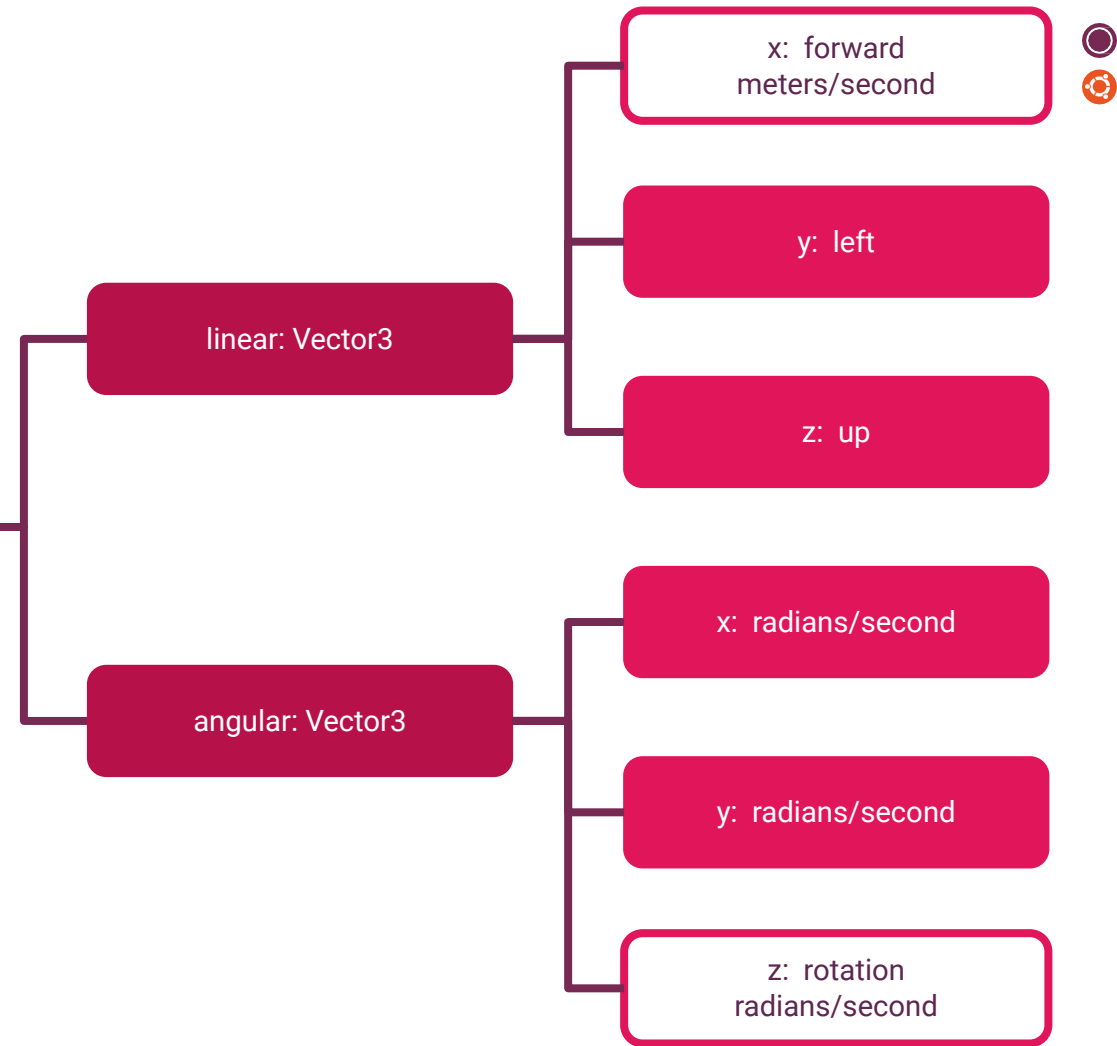 x: forward
meters/second
y: left
linear: Vector3
z: up
x: radians/second
angular: Vector3
y: radians/second
z: rotation
radians/second